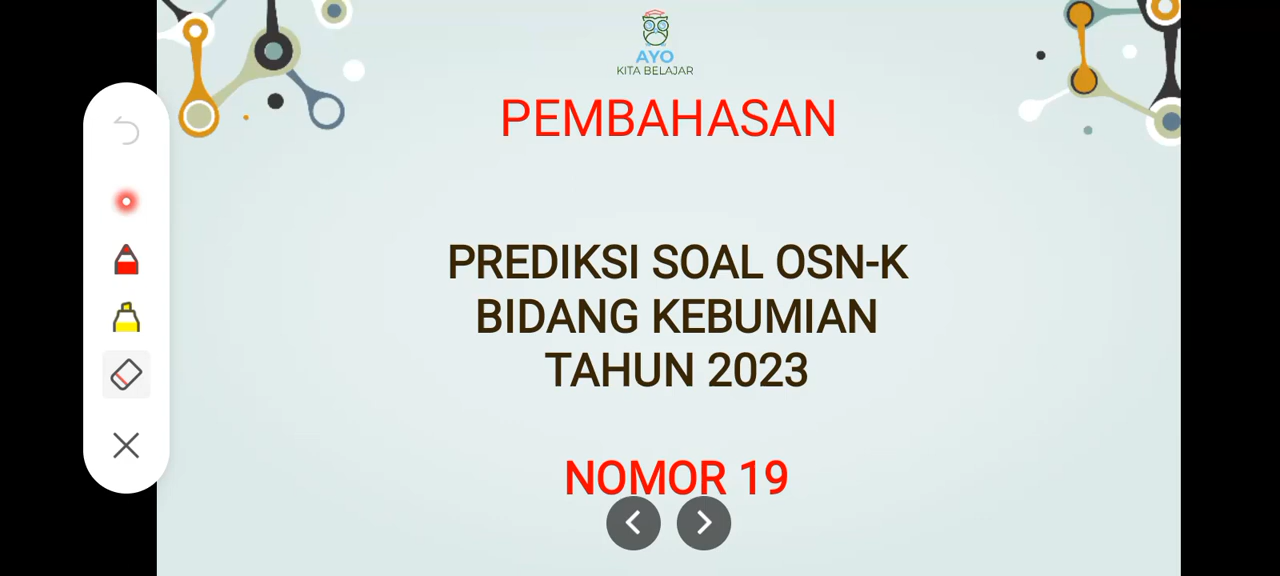 AYO
KITA BELAJAR
PEMBAHASAN
PREDIKSI SOAL OSN-K
BIDANG KEBUMIAN
TAHUN 2023
NOMOR 19